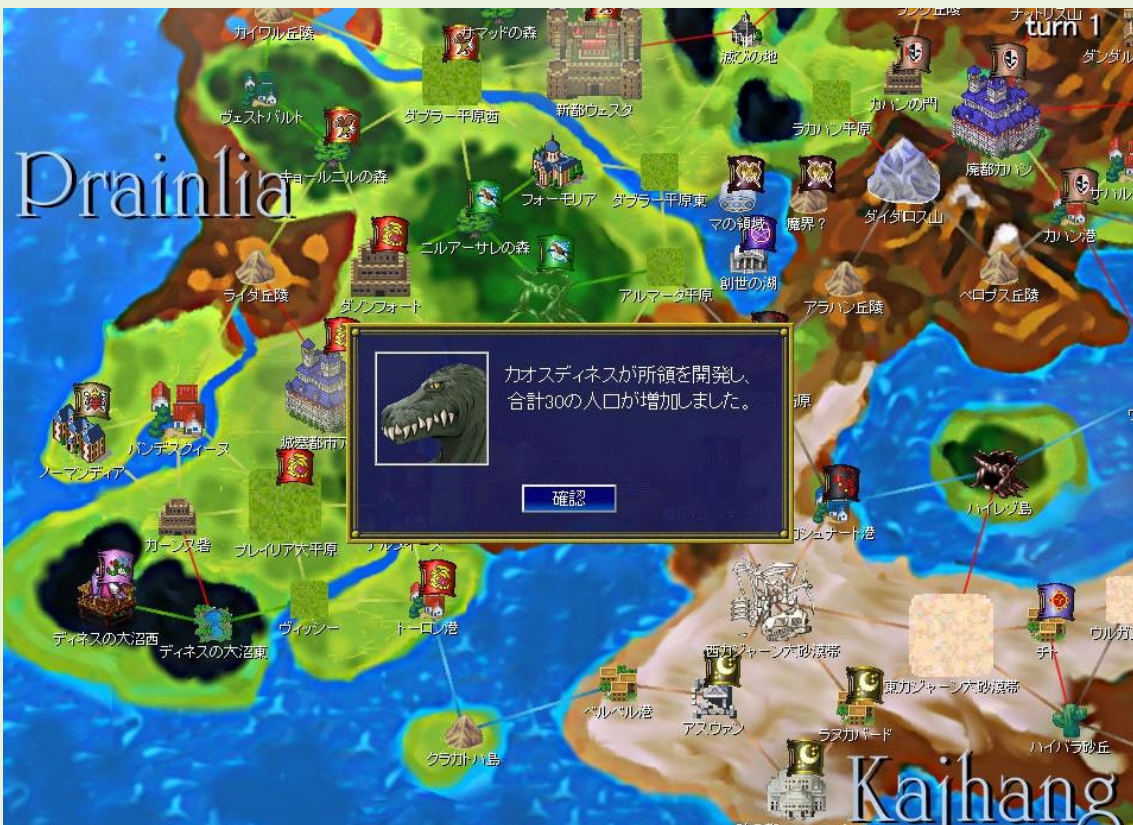 turn 1
カイワル丘陵
サマッドの森
滅びの地
ヴェストバルト
ダブラー平原西
新都ウェスタ
ラカハン平原
カハンの門
廃都カハン
Prainlia
キョールニルの森
フォーモリア
ダブラー平原東
マの領域
魔界？
ダイダロス山
カハン港
ニルアーサレの森
ライタ丘陵
ダノンフォート
アルマータ平原
創世の湖
アラハン丘陵
ペロプス丘陵
カオスディネスが所領を開発し、
合計30の人口が増加しました。
確認
ノーマンディア
バンデスクィーヌ
城塞都市
ハイレゾ島
カーンス砦
プレイリア大平原
ディネスの大沼西
ディネスの大沼東
ヴィッシー
トーロン港
西カジャーン大砂漠帯
チト
東カジャーン大砂漠帯
ベルベル港
アスワァン
ラヌカバード
クラカトハ島
ハイバラ砂丘
Kajhang